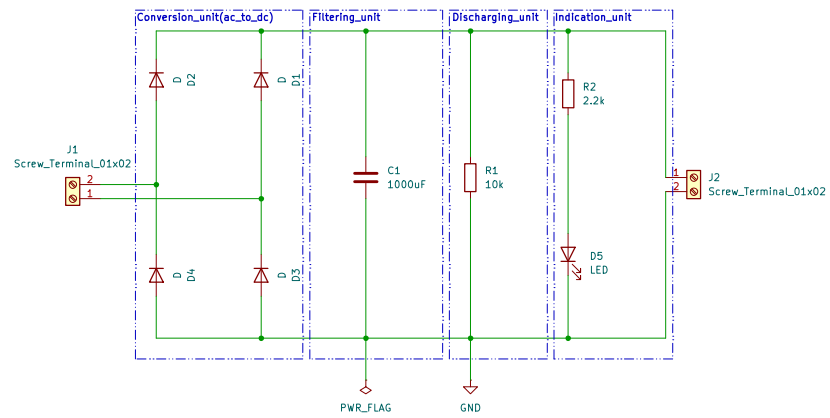 Conversion_unit(ac_to_dc)
Filtering_unit
Discharging_unit
Indication_unit
D
D2
D
D1
R2
2.2k
J1
Screw_Terminal_01x02
2
1
C1
1000uF
R1
10k
1
2
J2
Screw_Terminal_01x02
D
D4
D
D3
D5
LED
PWR_FLAG
GND